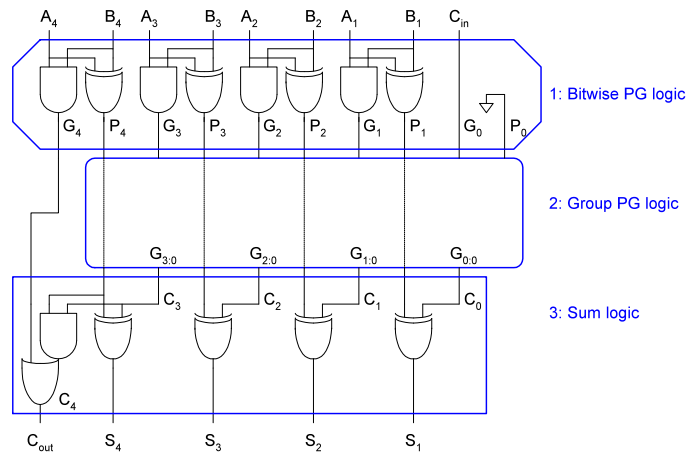 A4 B4 A3 B3 A2 B2 A1 B1 Cin
1: Bitwise PG logic
G4 P4 G3 P3 G2 P2 G1 P1 G0 P0
2: Group PG logic
G3:0 G2:0 G1:0 G0:0
C3 C2 C1 C0
3: Sum logic
C4
Cout S4 S3 S2 S1